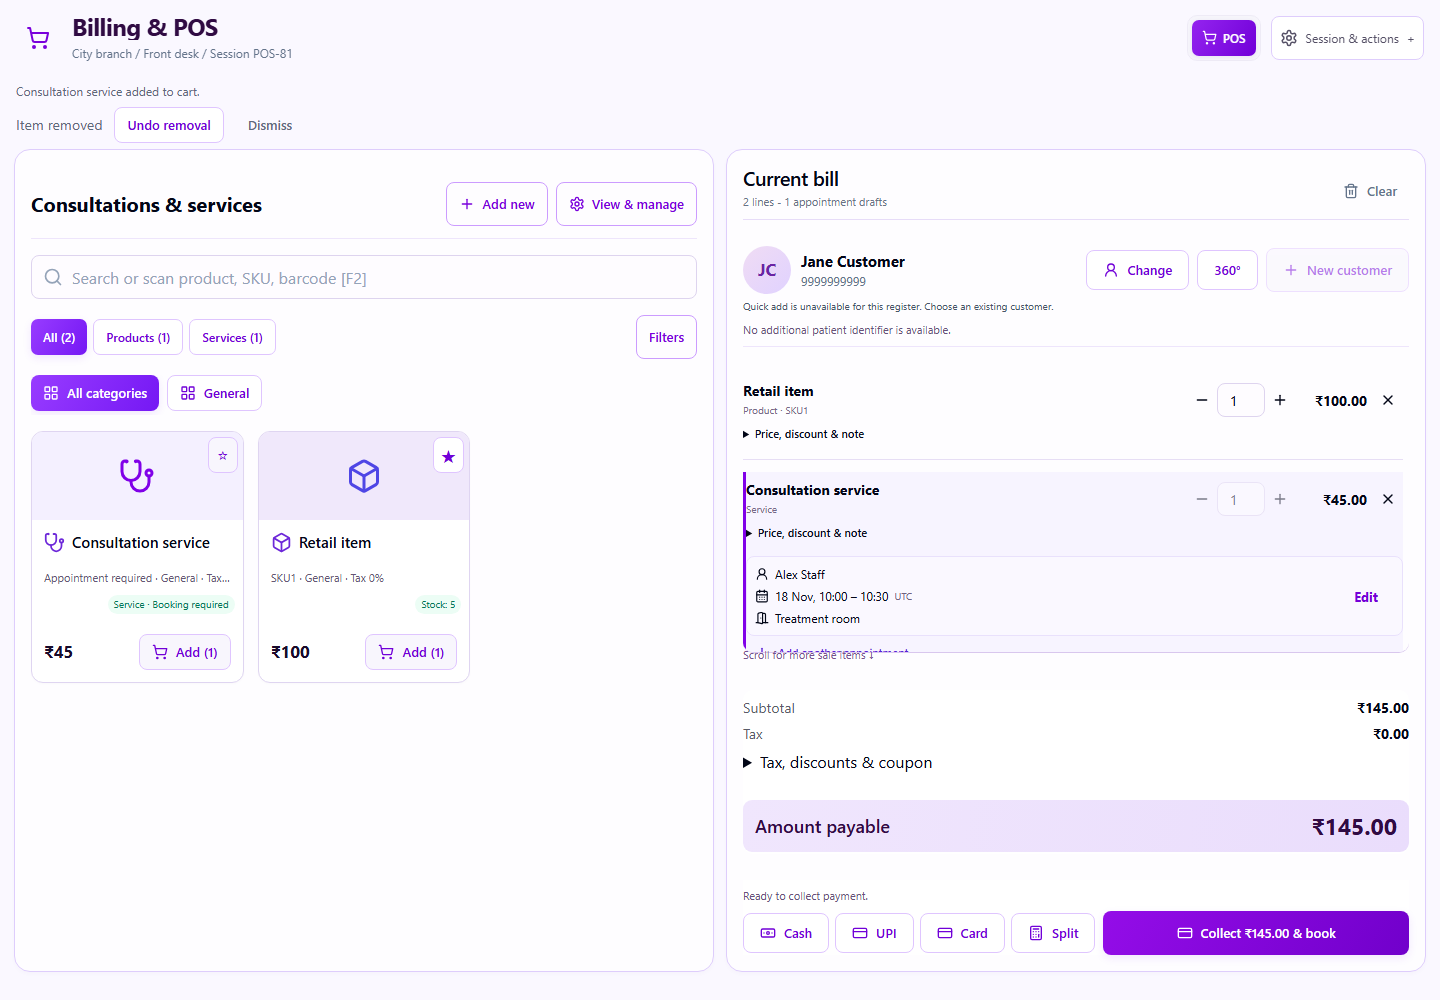 Billing & POS
City branch / Front desk / Session POS-81
POS
Session & actions +
Consultation service added to cart.
Item removed
Undo removal
Dismiss
Consultations & services
Add new
View & manage
Search or scan product, SKU, barcode [F2]
All (2)
Products (1)
Services (1)
Filters
All categories
General
Consultation service
Appointment required · General · Tax...
Service · Booking required
₹45
Add (1)
Retail item
SKU1 · General · Tax 0%
Stock: 5
₹100
Add (1)
Current bill
2 lines - 1 appointment drafts
Clear
JC
Jane Customer
9999999999
Change
360°
New customer
Quick add is unavailable for this register. Choose an existing customer.
No additional patient identifier is available.
Retail item
Product · SKU1
Price, discount & note
1
₹100.00
Consultation service
Service
Price, discount & note
1
₹45.00
Alex Staff
18 Nov, 10:00 – 10:30 UTC
Treatment room
Edit
Scroll for more sale items ↓
Subtotal
₹145.00
Tax
₹0.00
Tax, discounts & coupon
Amount payable
₹145.00
Ready to collect payment.
Cash
UPI
Card
Split
Collect ₹145.00 & book